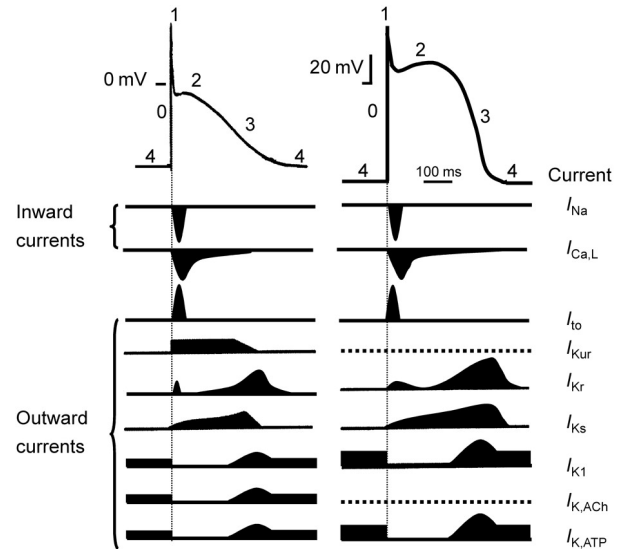 1
1
2
0 mV
0
3
4
4
20 mV
2
0
3
4
4
100 ms
Current
Inward currents
I_Na
I_Ca,L
I_to
I_Kur
I_Kr
Outward currents
I_Ks
I_K1
I_K,ACh
I_K,ATP